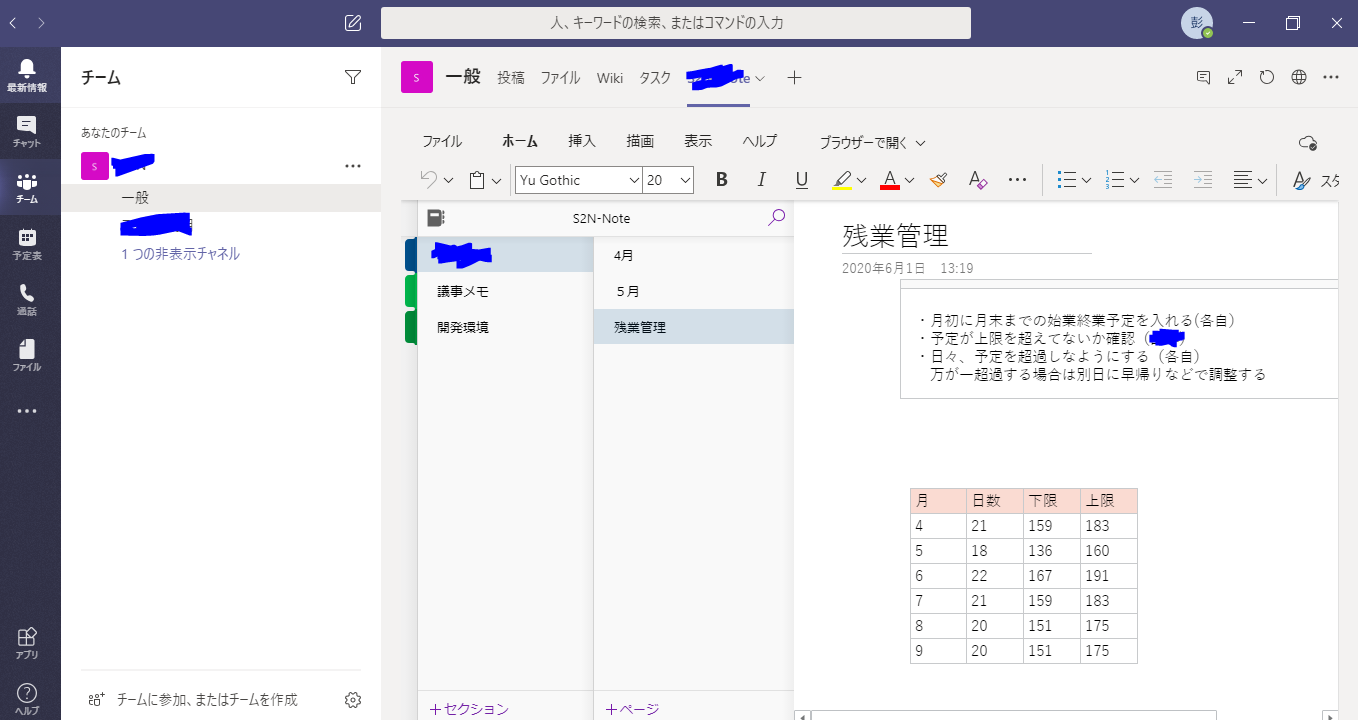 人、キーワードの検索、またはコマンドの入力
彭
最新情報
チャット
チーム
予定表
通話
ファイル
アプリ
ヘルプ
チーム
あなたのチーム
S
一般
1 つの非表示チャネル
チームに参加、またはチームを作成
S 一般 投稿 ファイル Wiki タスク
ファイル ホーム 挿入 描画 表示 ヘルプ ブラウザーで開く
Yu Gothic 20 B I U A A
S2N-Note
議事メモ
開発環境
+セクション
4月
５月
残業管理
+ページ
残業管理
2020年6月1日 13:19
・月初に月末までの始業終業予定を入れる(各自)
・予定が上限を超えてないか確認（
・日々、予定を超過しなようにする（各自）
万が一超過する場合は別日に早帰りなどで調整する
月 日数 下限 上限
4 21 159 183
5 18 136 160
6 22 167 191
7 21 159 183
8 20 151 175
9 20 151 175